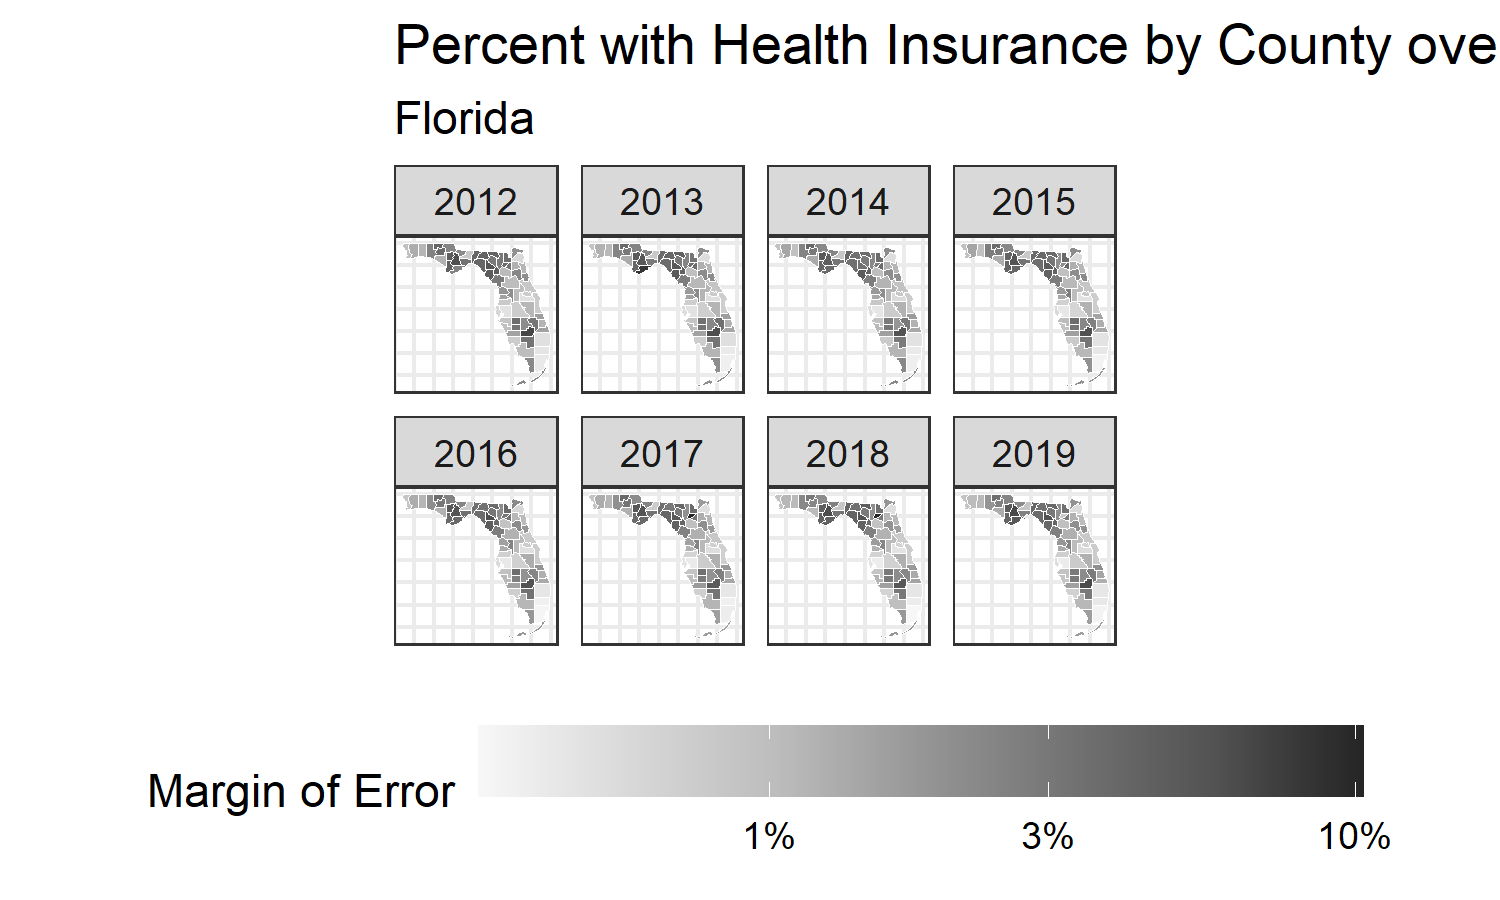 Percent with Health Insurance by County ove
Florida
2012 2013 2014 2015
2016 2017 2018 2019
Margin of Error
1% 3% 10%